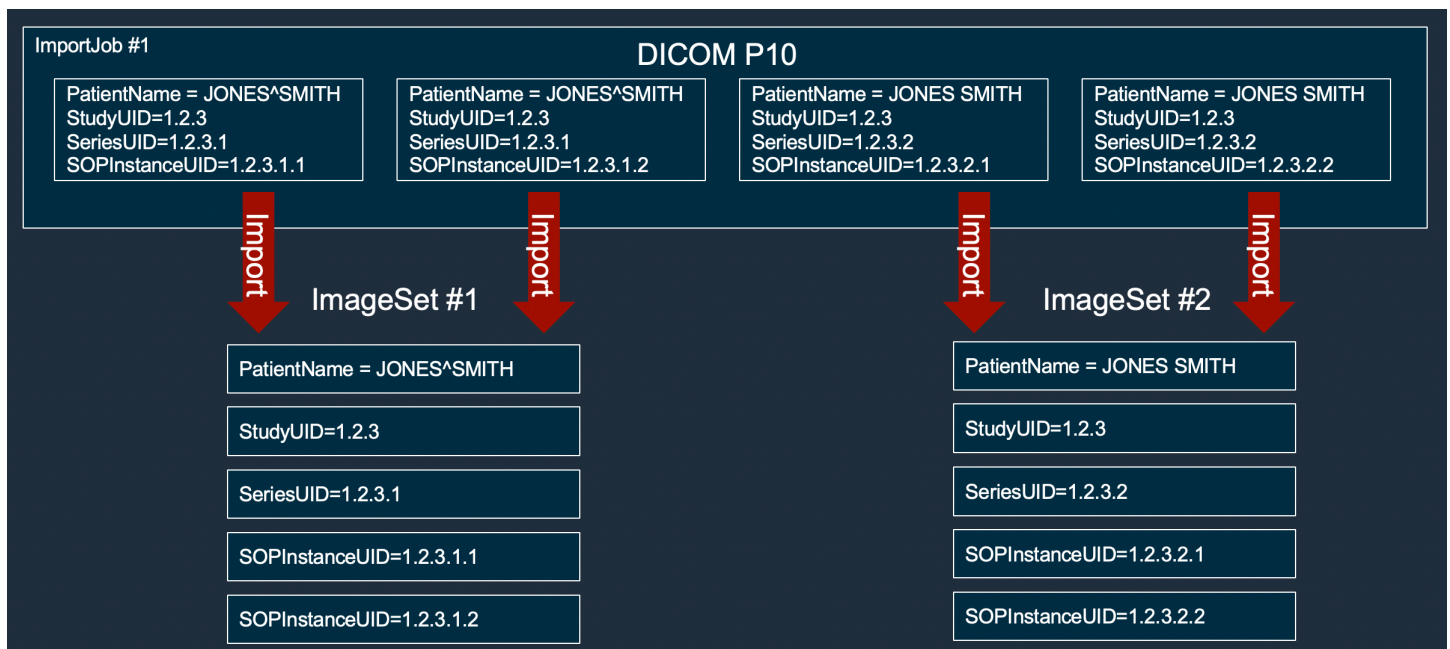 ImportJob #1
DICOM P10
PatientName = JONES^SMITH
StudyUID=1.2.3
SeriesUID=1.2.3.1
SOPInstanceUID=1.2.3.1.1
PatientName = JONES^SMITH
StudyUID=1.2.3
SeriesUID=1.2.3.1
SOPInstanceUID=1.2.3.1.2
PatientName = JONES SMITH
StudyUID=1.2.3
SeriesUID=1.2.3.2
SOPInstanceUID=1.2.3.2.1
PatientName = JONES SMITH
StudyUID=1.2.3
SeriesUID=1.2.3.2
SOPInstanceUID=1.2.3.2.2
Import
Import
Import
Import
ImageSet #1
PatientName = JONES^SMITH
StudyUID=1.2.3
SeriesUID=1.2.3.1
SOPInstanceUID=1.2.3.1.1
SOPInstanceUID=1.2.3.1.2
ImageSet #2
PatientName = JONES SMITH
StudyUID=1.2.3
SeriesUID=1.2.3.2
SOPInstanceUID=1.2.3.2.1
SOPInstanceUID=1.2.3.2.2